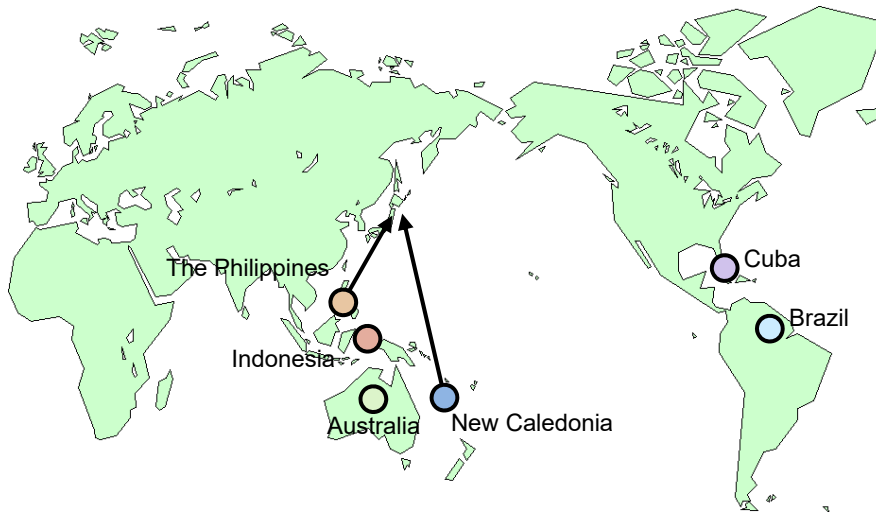 Cuba
The Philippines
Brazil
Indonesia
Australia
New Caledonia